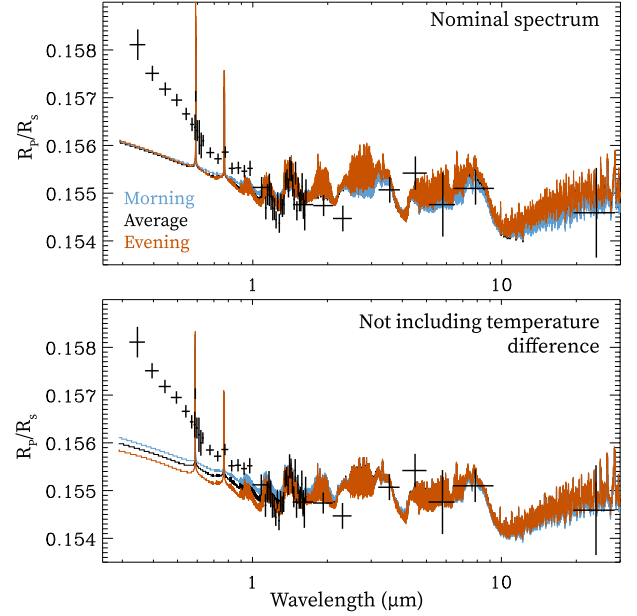 Nominal spectrum
0.158
0.157
0.156
0.155
0.154
R_P/R_s
Morning
Average
Evening
1
10
Not including temperature
difference
0.158
0.157
0.156
0.155
0.154
R_P/R_s
1
10
Wavelength (μm)